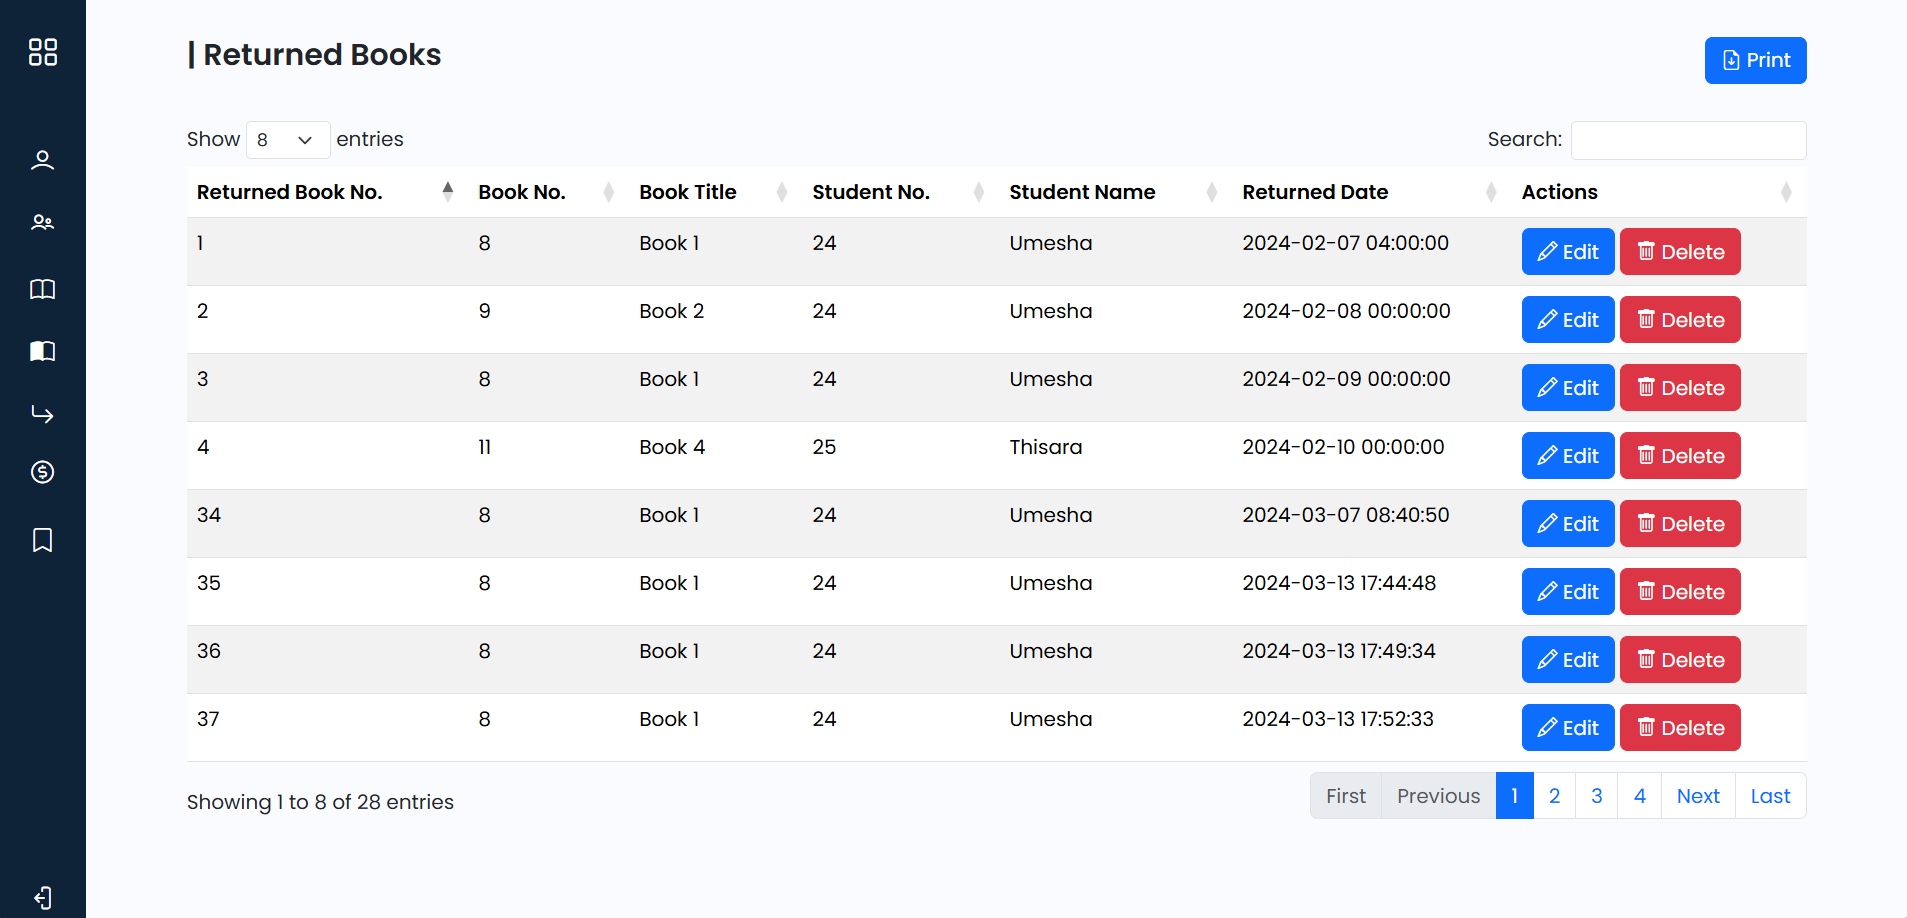 | Returned Books
Print
Show 8 entries
Search:
Returned Book No. Book No. Book Title Student No. Student Name Returned Date Actions
1 8 Book 1 24 Umesha 2024-02-07 04:00:00 Edit Delete
2 9 Book 2 24 Umesha 2024-02-08 00:00:00 Edit Delete
3 8 Book 1 24 Umesha 2024-02-09 00:00:00 Edit Delete
4 11 Book 4 25 Thisara 2024-02-10 00:00:00 Edit Delete
34 8 Book 1 24 Umesha 2024-03-07 08:40:50 Edit Delete
35 8 Book 1 24 Umesha 2024-03-13 17:44:48 Edit Delete
36 8 Book 1 24 Umesha 2024-03-13 17:49:34 Edit Delete
37 8 Book 1 24 Umesha 2024-03-13 17:52:33 Edit Delete
Showing 1 to 8 of 28 entries
First Previous 1 2 3 4 Next Last